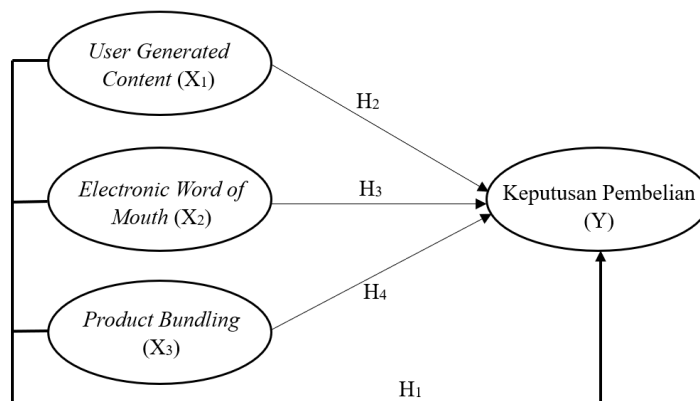 User Generated
Content (X₁)
H₂
Electronic Word of
Mouth (X₂)
H₃
Keputusan Pembelian
(Y)
H₄
Product Bundling
(X₃)
H₁